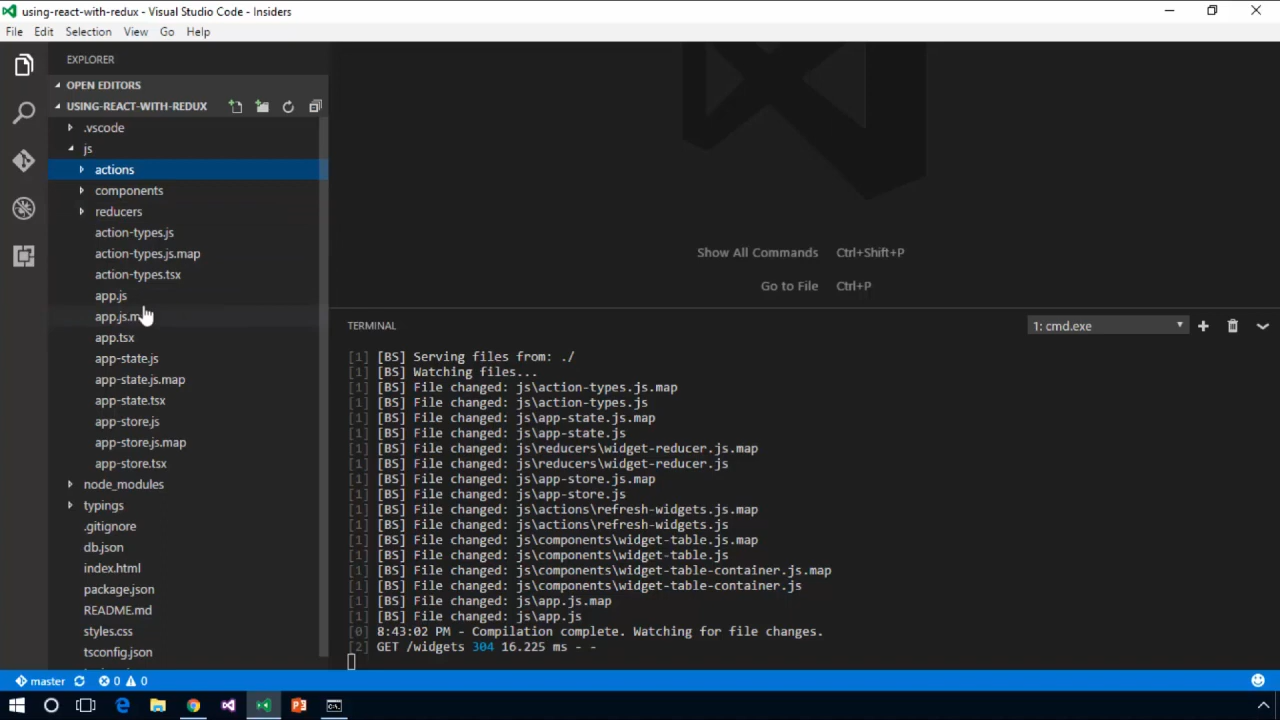 using-react-with-redux - Visual Studio Code - Insiders
File Edit Selection View Go Help
EXPLORER
OPEN EDITORS
USING-REACT-WITH-REDUX
.vscode
js
actions
components
reducers
action-types.js
action-types.js.map
action-types.tsx
app.js
app.js.m
app.tsx
app-state.js
app-state.js.map
app-state.tsx
app-store.js
app-store.js.map
app-store.tsx
node_modules
typings
.gitignore
db.json
index.html
package.json
README.md
styles.css
tsconfig.json
Show All Commands Ctrl+Shift+P
Go to File Ctrl+P
TERMINAL
1: cmd.exe
[1] [BS] Serving files from: ./
[1] [BS] Watching files...
[1] [BS] File changed: js\action-types.js.map
[1] [BS] File changed: js\action-types.js
[1] [BS] File changed: js\app-state.js.map
[1] [BS] File changed: js\app-state.js
[1] [BS] File changed: js\reducers\widget-reducer.js.map
[1] [BS] File changed: js\reducers\widget-reducer.js
[1] [BS] File changed: js\app-store.js.map
[1] [BS] File changed: js\app-store.js
[1] [BS] File changed: js\actions\refresh-widgets.js.map
[1] [BS] File changed: js\actions\refresh-widgets.js
[1] [BS] File changed: js\components\widget-table.js.map
[1] [BS] File changed: js\components\widget-table.js
[1] [BS] File changed: js\components\widget-table-container.js.map
[1] [BS] File changed: js\components\widget-table-container.js
[1] [BS] File changed: js\app.js.map
[1] [BS] File changed: js\app.js
[0] 8:43:02 PM - Compilation complete. Watching for file changes.
[2] GET /widgets 304 16.225 ms - -
master 0 0